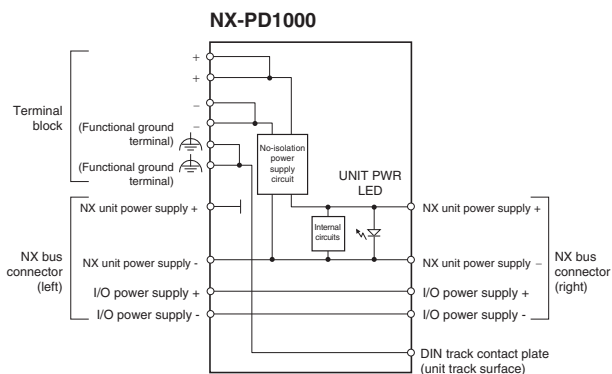 NX-PD1000
+
+
−
−
Terminal
block
(Functional ground
terminal)
(Functional ground
terminal)
No-isolation
power
supply
circuit
UNIT PWR
LED
Internal
circuits
NX bus
connector
(left)
NX unit power supply +
NX unit power supply -
I/O power supply +
I/O power supply -
NX unit power supply +
NX unit power supply −
I/O power supply +
I/O power supply -
NX bus
connector
(right)
DIN track contact plate
(unit track surface)